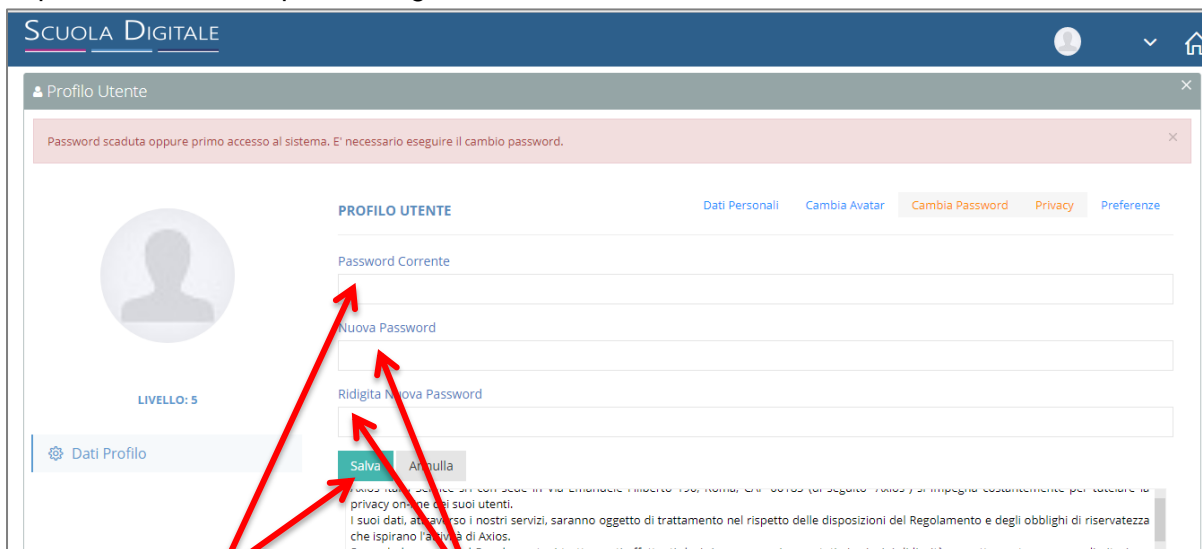 SCUOLA DIGITALE
Profilo Utente
Password scaduta oppure primo accesso al sistema. E' necessario eseguire il cambio password.
PROFILO UTENTE
Dati Personali Cambia Avatar Cambia Password Privacy Preferenze
Password Corrente
Nuova Password
Ridigita Nuova Password
LIVELLO: 5
Dati Profilo
Salva Annulla
privacy on-line dei suoi utenti.
I suoi dati, attraverso i nostri servizi, saranno oggetto di trattamento nel rispetto delle disposizioni del Regolamento e degli obblighi di riservatezza
che ispirano l'attività di Axios.